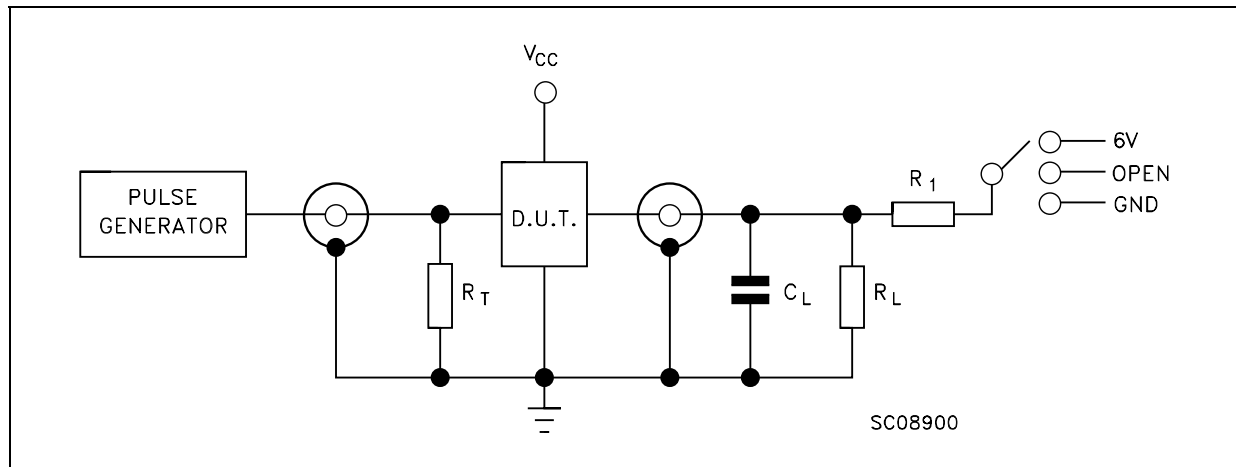 VCC
PULSE
GENERATOR
D.U.T.
RT
CL
RL
R1
6V
OPEN
GND
SC08900